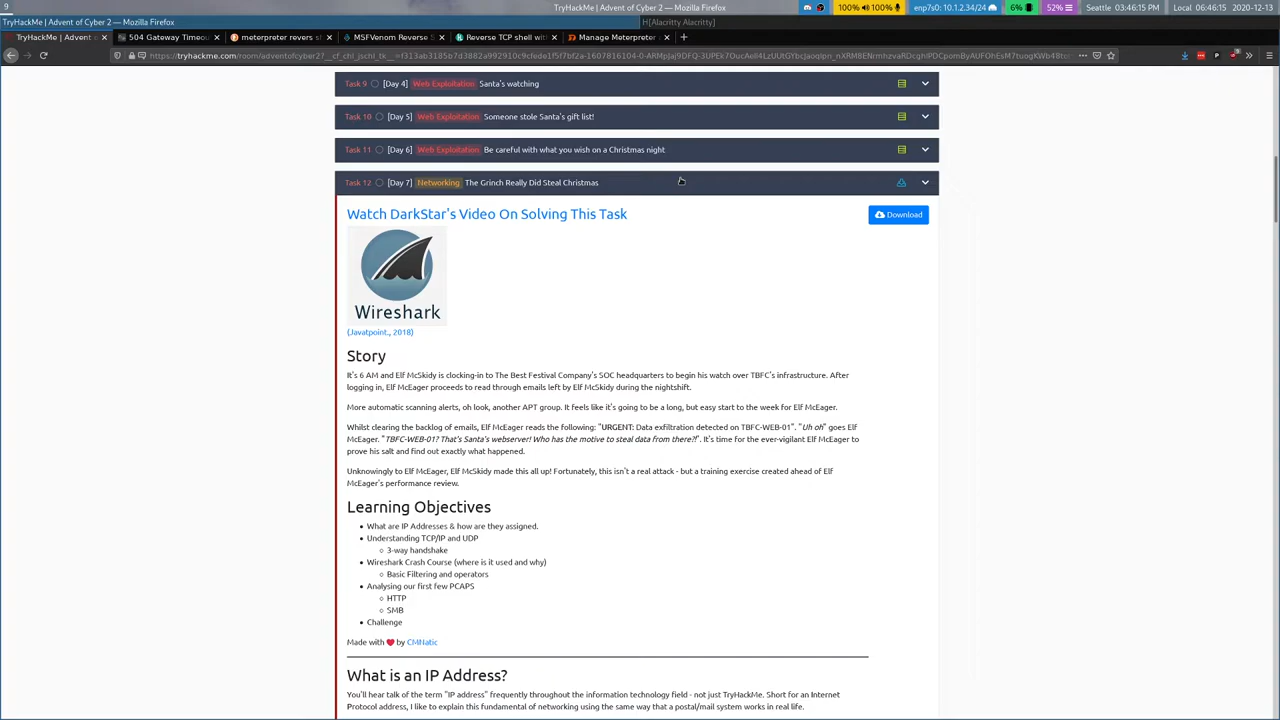 9
TryHackMe | Advent of Cyber 2 — Mozilla Firefox
100% 100%
enp7s0: 10.1.2.34/24
6%
52%
Seattle 03:46:15 PM
Local 06:46:15
2020-12-13
TryHackMe | Advent of Cyber 2 — Mozilla Firefox
H[Alacritty Alacritty]
TryHackMe | Advent o
504 Gateway Timeou
meterpreter revers sh
MSFVenom Reverse S
Reverse TCP shell with
Manage Meterpreter
Task 9 [Day 4] Web Exploitation Santa's watching
Task 10 [Day 5] Web Exploitation Someone stole Santa's gift list!
Task 11 [Day 6] Web Exploitation Be careful with what you wish on a Christmas night
Task 12 [Day 7] Networking The Grinch Really Did Steal Christmas
Watch DarkStar's Video On Solving This Task
Download
Wireshark
(Javatpoint., 2018)
Story
It's 6 AM and Elf McSkidy is clocking-in to The Best Festival Company's SOC headquarters to begin his watch over TBFC's infrastructure. After
logging in, Elf McEager proceeds to read through emails left by Elf McSkidy during the nightshift.
More automatic scanning alerts, oh look, another APT group. It feels like it's going to be a long, but easy start to the week for Elf McEager.
Whilst clearing the backlog of emails, Elf McEager reads the following: "URGENT: Data exfiltration detected on TBFC-WEB-01". "Uh oh" goes Elf
McEager. "TBFC-WEB-01? That's Santa's webserver! Who has the motive to steal data from there?!". It's time for the ever-vigilant Elf McEager to
prove his salt and find out exactly what happened.
Unknowingly to Elf McEager, Elf McSkidy made this all up! Fortunately, this isn't a real attack - but a training exercise created ahead of Elf
McEager's performance review.
Learning Objectives
What are IP Addresses & how are they assigned.
Understanding TCP/IP and UDP
3-way handshake
Wireshark Crash Course (where is it used and why)
Basic Filtering and operators
Analysing our first few PCAPS
HTTP
SMB
Challenge
Made with ❤ by CMNatic
What is an IP Address?
You'll hear talk of the term "IP address" frequently throughout the information technology field - not just TryHackMe. Short for an Internet
Protocol address, I like to explain this fundamental of networking using the same way that a postal/mail system works in real life.